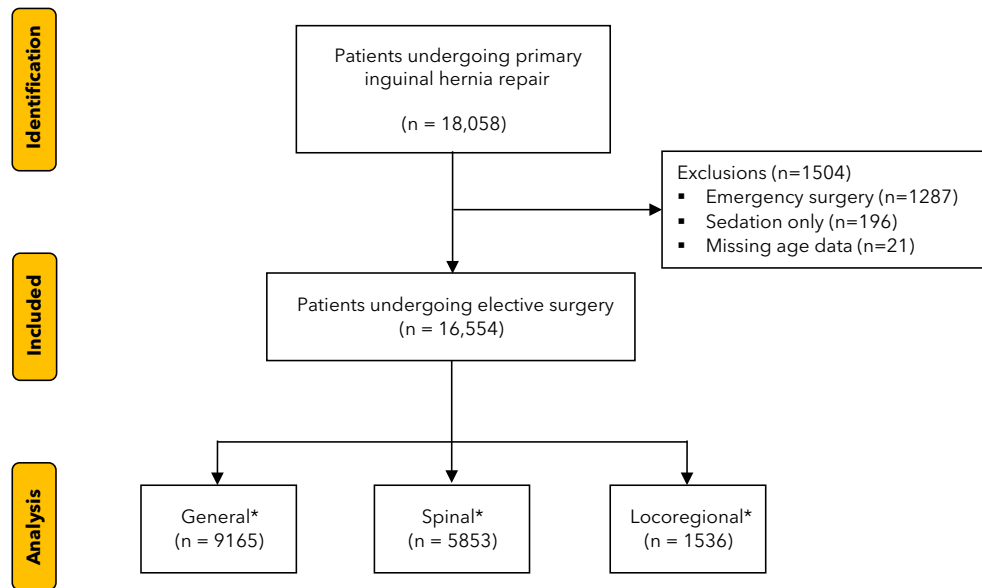 Identification
Patients undergoing primary
inguinal hernia repair
(n = 18,058)
Exclusions (n=1504)
▪ Emergency surgery (n=1287)
▪ Sedation only (n=196)
▪ Missing age data (n=21)
Included
Patients undergoing elective surgery
(n = 16,554)
Analysis
General*
(n = 9165)
Spinal*
(n = 5853)
Locoregional*
(n = 1536)